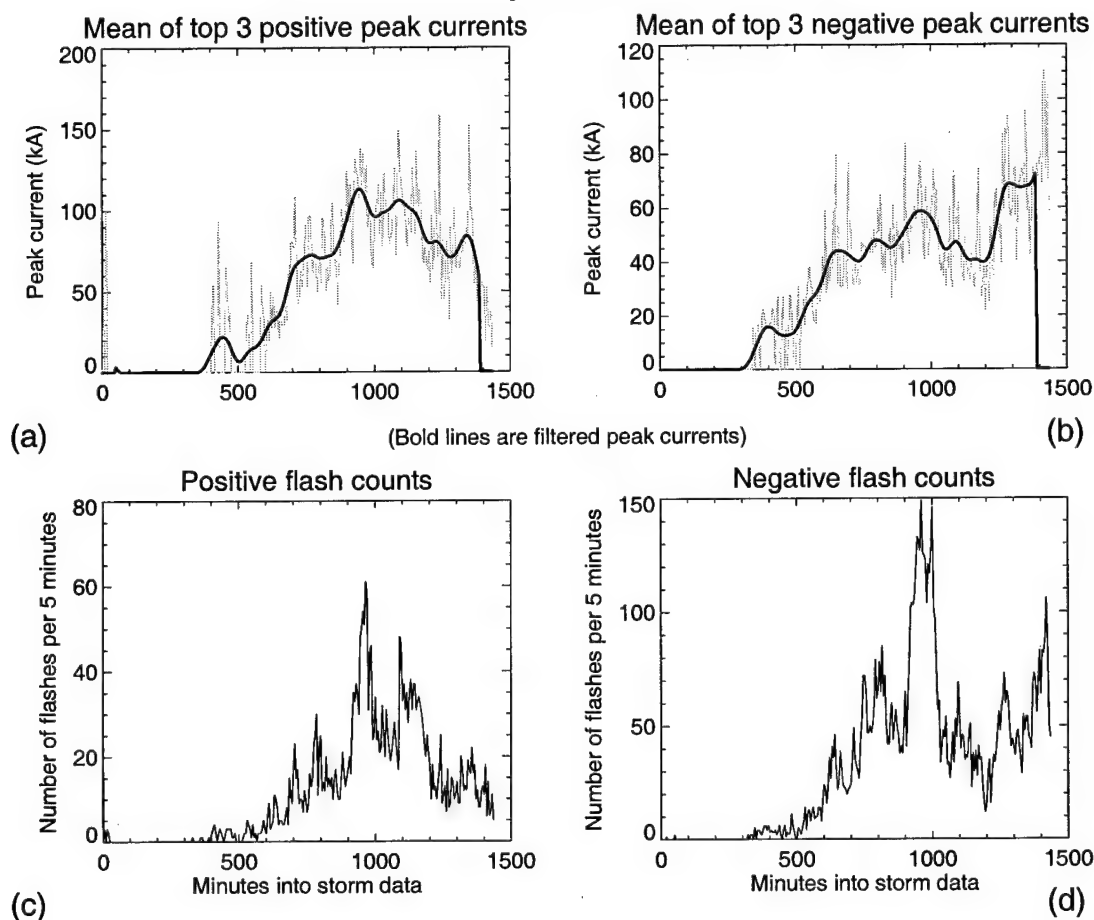 Mean of top 3 positive peak currents
Peak current (kA)
200
150
100
50
0
0
500
1000
1500
(a)
Mean of top 3 negative peak currents
Peak current (kA)
120
100
80
60
40
20
0
0
500
1000
1500
(b)
(Bold lines are filtered peak currents)
Positive flash counts
Number of flashes per 5 minutes
80
60
40
20
0
0
500
1000
1500
Minutes into storm data
(c)
Negative flash counts
Number of flashes per 5 minutes
150
100
50
0
0
500
1000
1500
Minutes into storm data
(d)